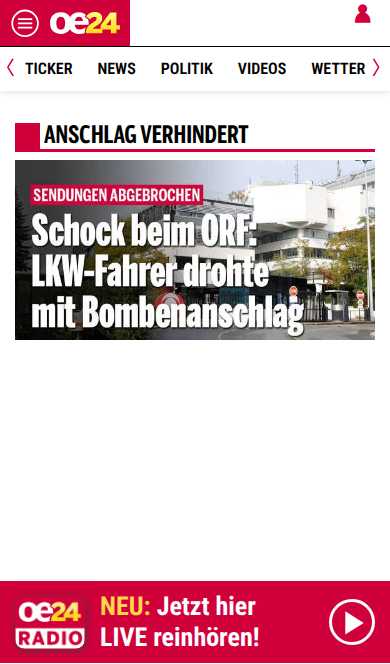 oe24
TICKER NEWS POLITIK VIDEOS WETTER
ANSCHLAG VERHINDERT
SENDUNGEN ABGEBROCHEN
Schock beim ORF:
LKW-Fahrer drohte
mit Bombenanschlag
oe24
RADIO
NEU: Jetzt hier
LIVE reinhören!